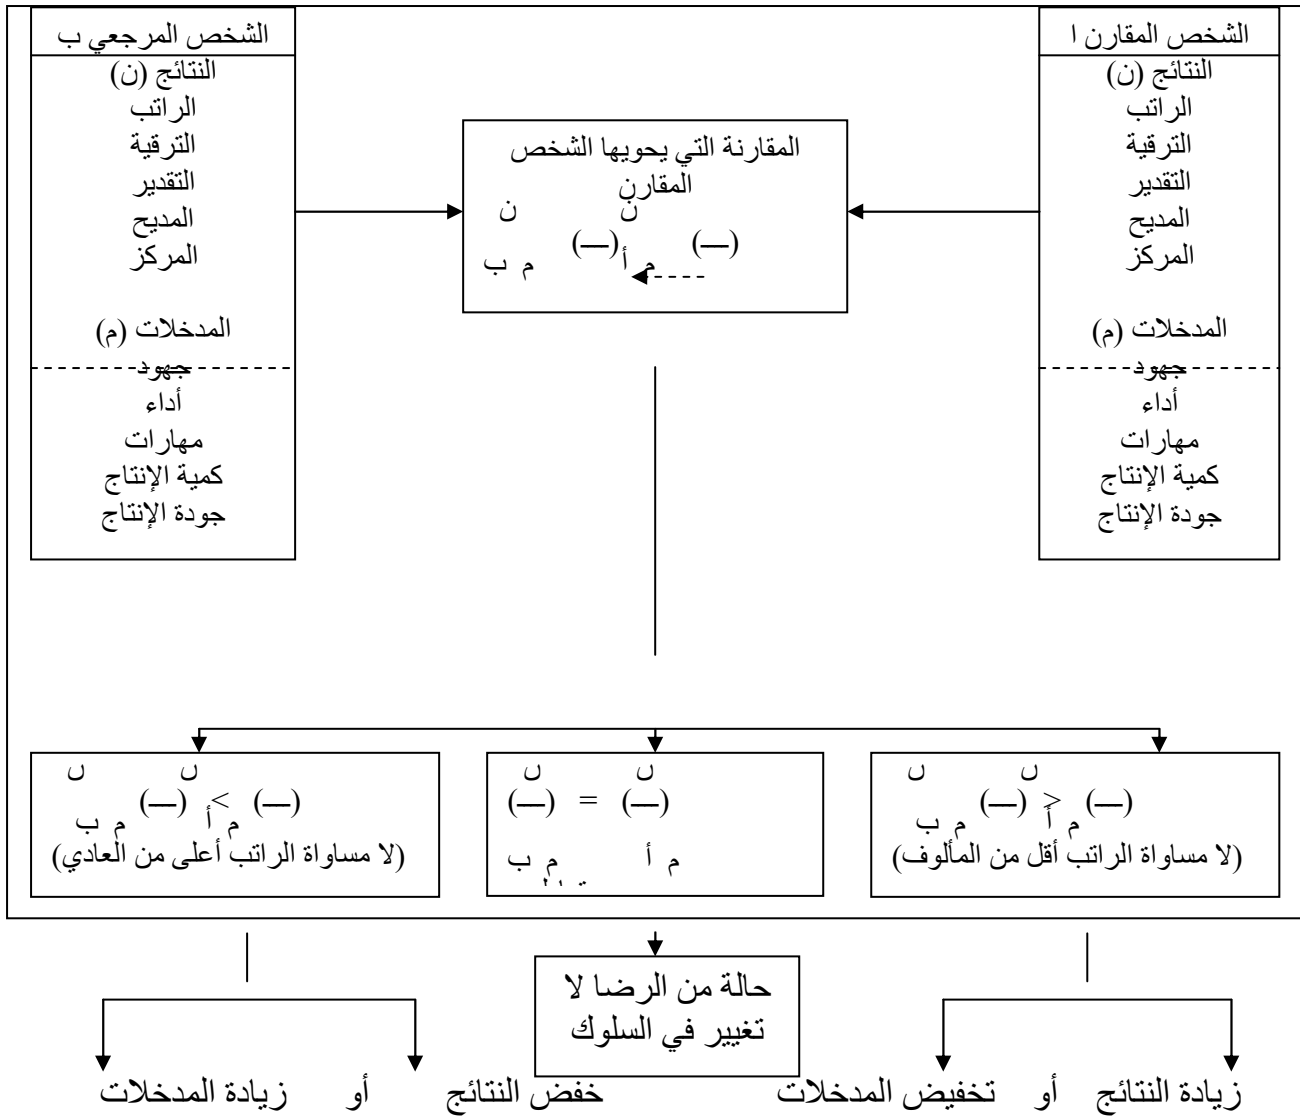 الشخص المقارن ا
النتائج (ن)
الراتب
الترقية
التقدير
المديح
المركز
المدخلات (م)
جهود
أداء
مهارات
كمية الإنتاج
جودة الإنتاج
المقارنة التي يحويها الشخص
المقارن
ن ن
(—) (—)
م أ م ب
الشخص المرجعي ب
النتائج (ن)
الراتب
الترقية
التقدير
المديح
المركز
المدخلات (م)
جهود
أداء
مهارات
كمية الإنتاج
جودة الإنتاج
ن ن
(—) > (—)
م أ م ب
(لا مساواة الراتب أقل من المألوف)
ن ن
(—) = (—)
م أ م ب
ن ن
(—) < (—)
م أ م ب
(لا مساواة الراتب أعلى من العادي)
حالة من الرضا لا
تغيير في السلوك
زيادة النتائج أو تخفيض المدخلات
خفض النتائج أو زيادة المدخلات